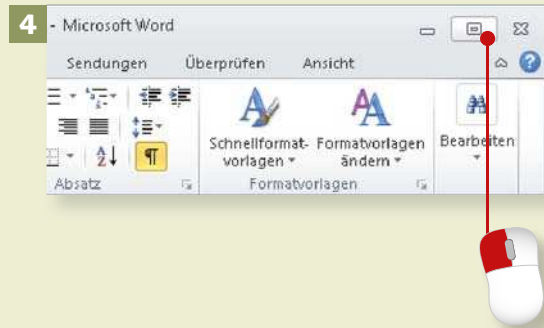 4
- Microsoft Word
Sendungen Überprüfen Ansicht
Schnellformat- Formatvorlagen Bearbeiten
vorlagen ändern
Absatz Formatvorlagen